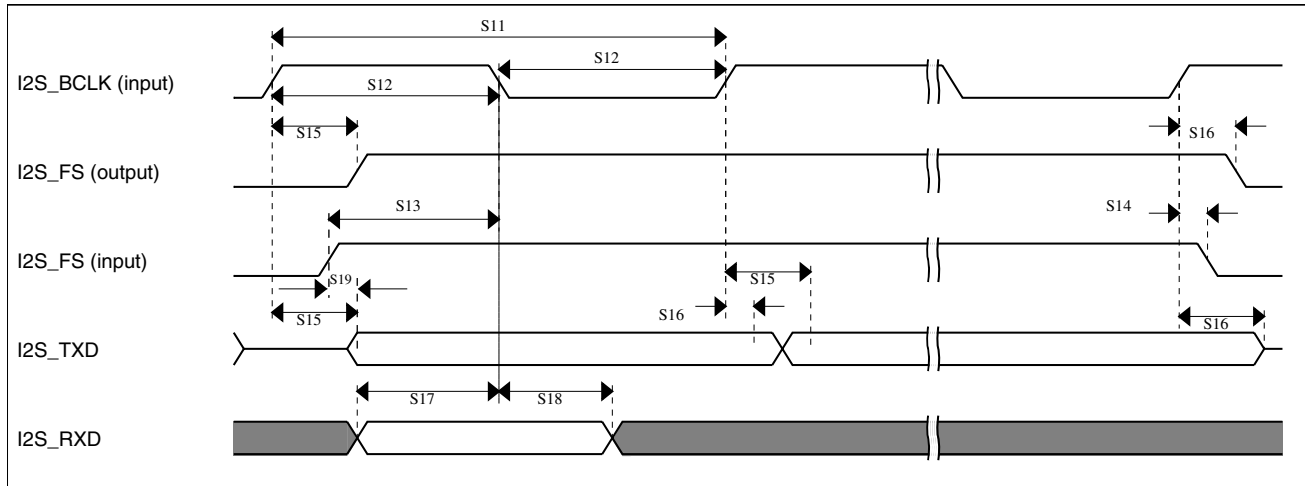 S11
S12
I2S_BCLK (input)
S12
S15
S16
I2S_FS (output)
S13
S14
I2S_FS (input)
S19
S15
S15
S16
S16
I2S_TXD
S17
S18
I2S_RXD